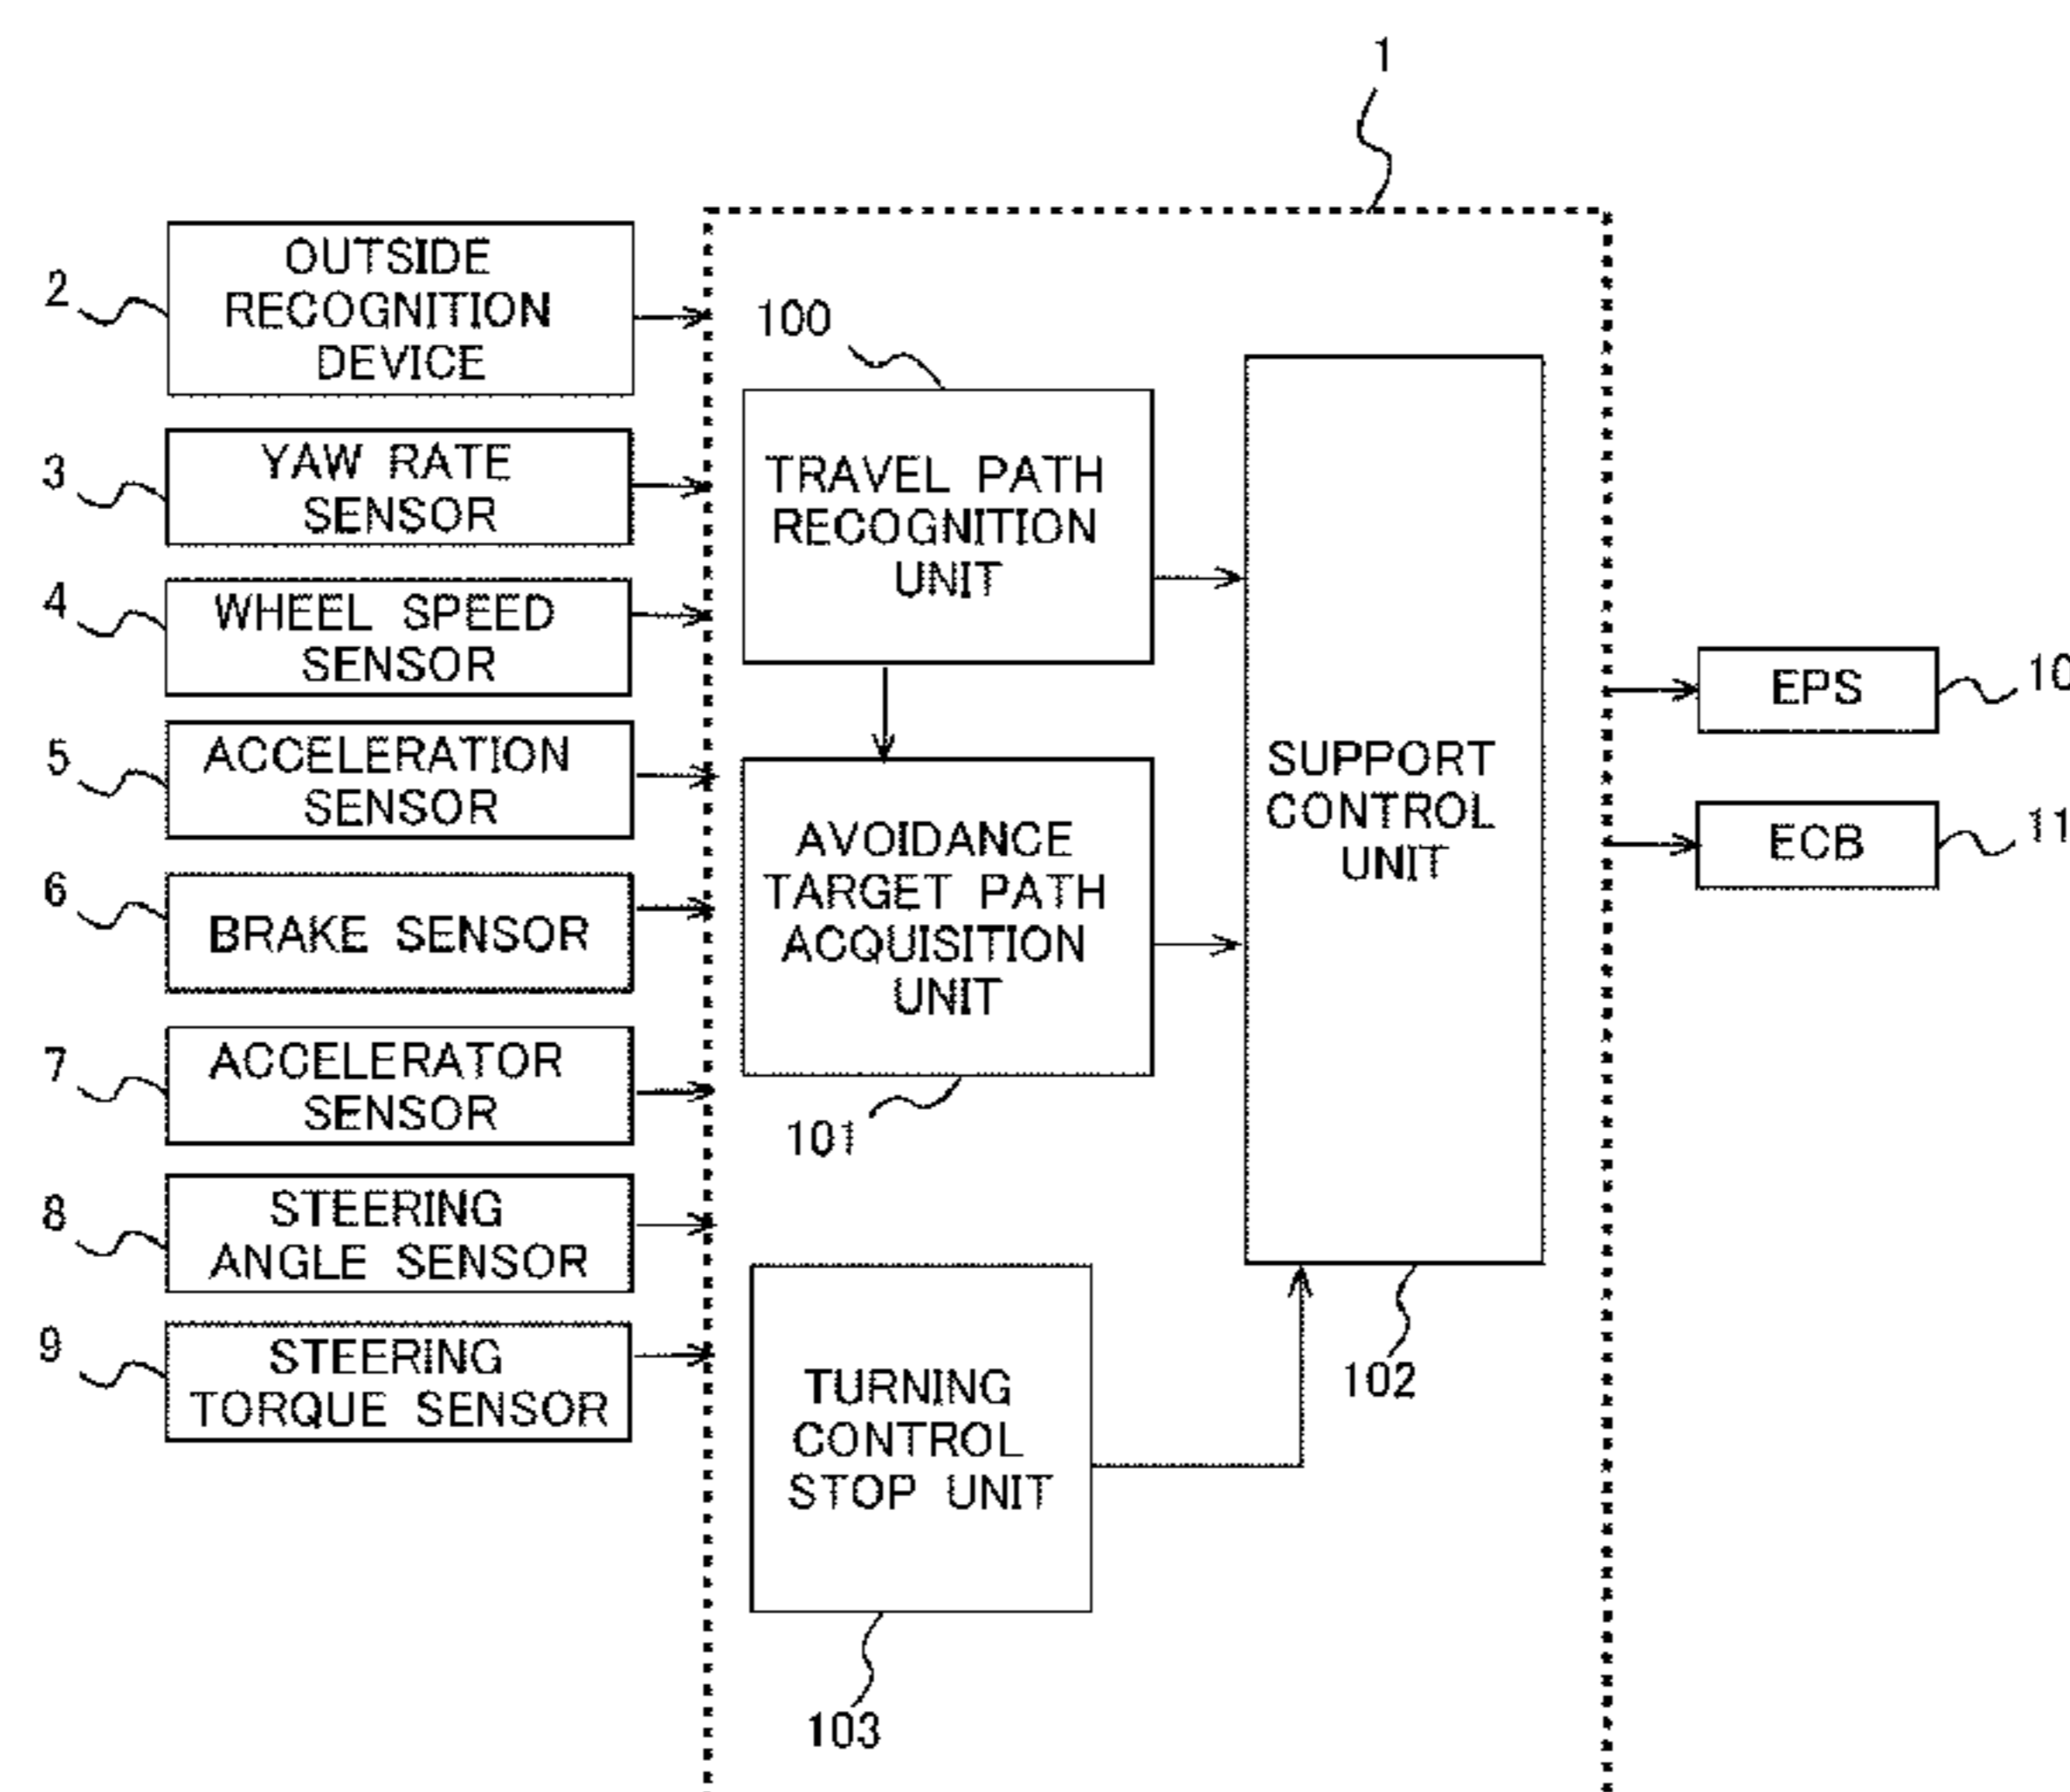 1
2
OUTSIDE
RECOGNITION
DEVICE
3
YAW RATE
SENSOR
4
WHEEL SPEED
SENSOR
5
ACCELERATION
SENSOR
6
BRAKE SENSOR
7
ACCELERATOR
SENSOR
8
STEERING
ANGLE SENSOR
9
STEERING
TORQUE SENSOR
100
TRAVEL PATH
RECOGNITION
UNIT
AVOIDANCE
TARGET PATH
ACQUISITION
UNIT
101
TURNING
CONTROL
STOP UNIT
103
SUPPORT
CONTROL
UNIT
102
EPS
10
ECB
11